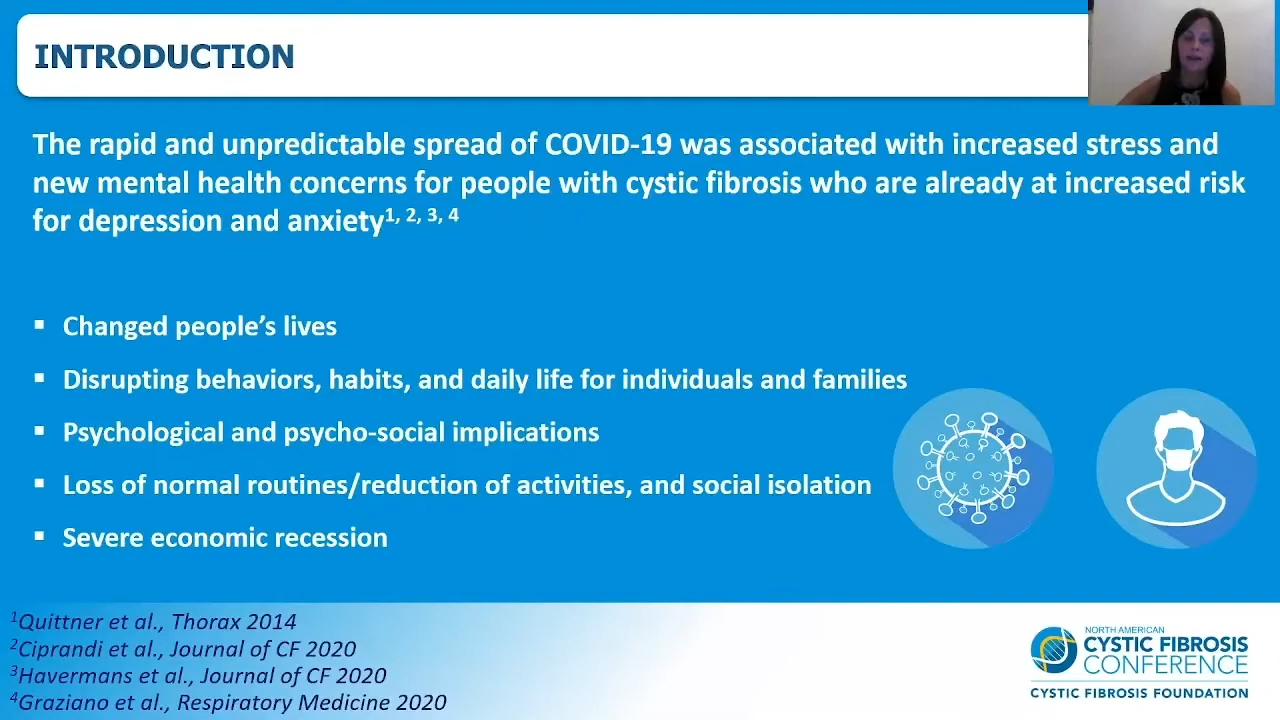 INTRODUCTION
The rapid and unpredictable spread of COVID-19 was associated with increased stress and
new mental health concerns for people with cystic fibrosis who are already at increased risk
for depression and anxiety1, 2, 3, 4
▪ Changed people’s lives
▪ Disrupting behaviors, habits, and daily life for individuals and families
▪ Psychological and psycho-social implications
▪ Loss of normal routines/reduction of activities, and social isolation
▪ Severe economic recession
1Quittner et al., Thorax 2014
2Ciprandi et al., Journal of CF 2020
3Havermans et al., Journal of CF 2020
4Graziano et al., Respiratory Medicine 2020
NORTH AMERICAN
CYSTIC FIBROSIS
CONFERENCE
CYSTIC FIBROSIS FOUNDATION